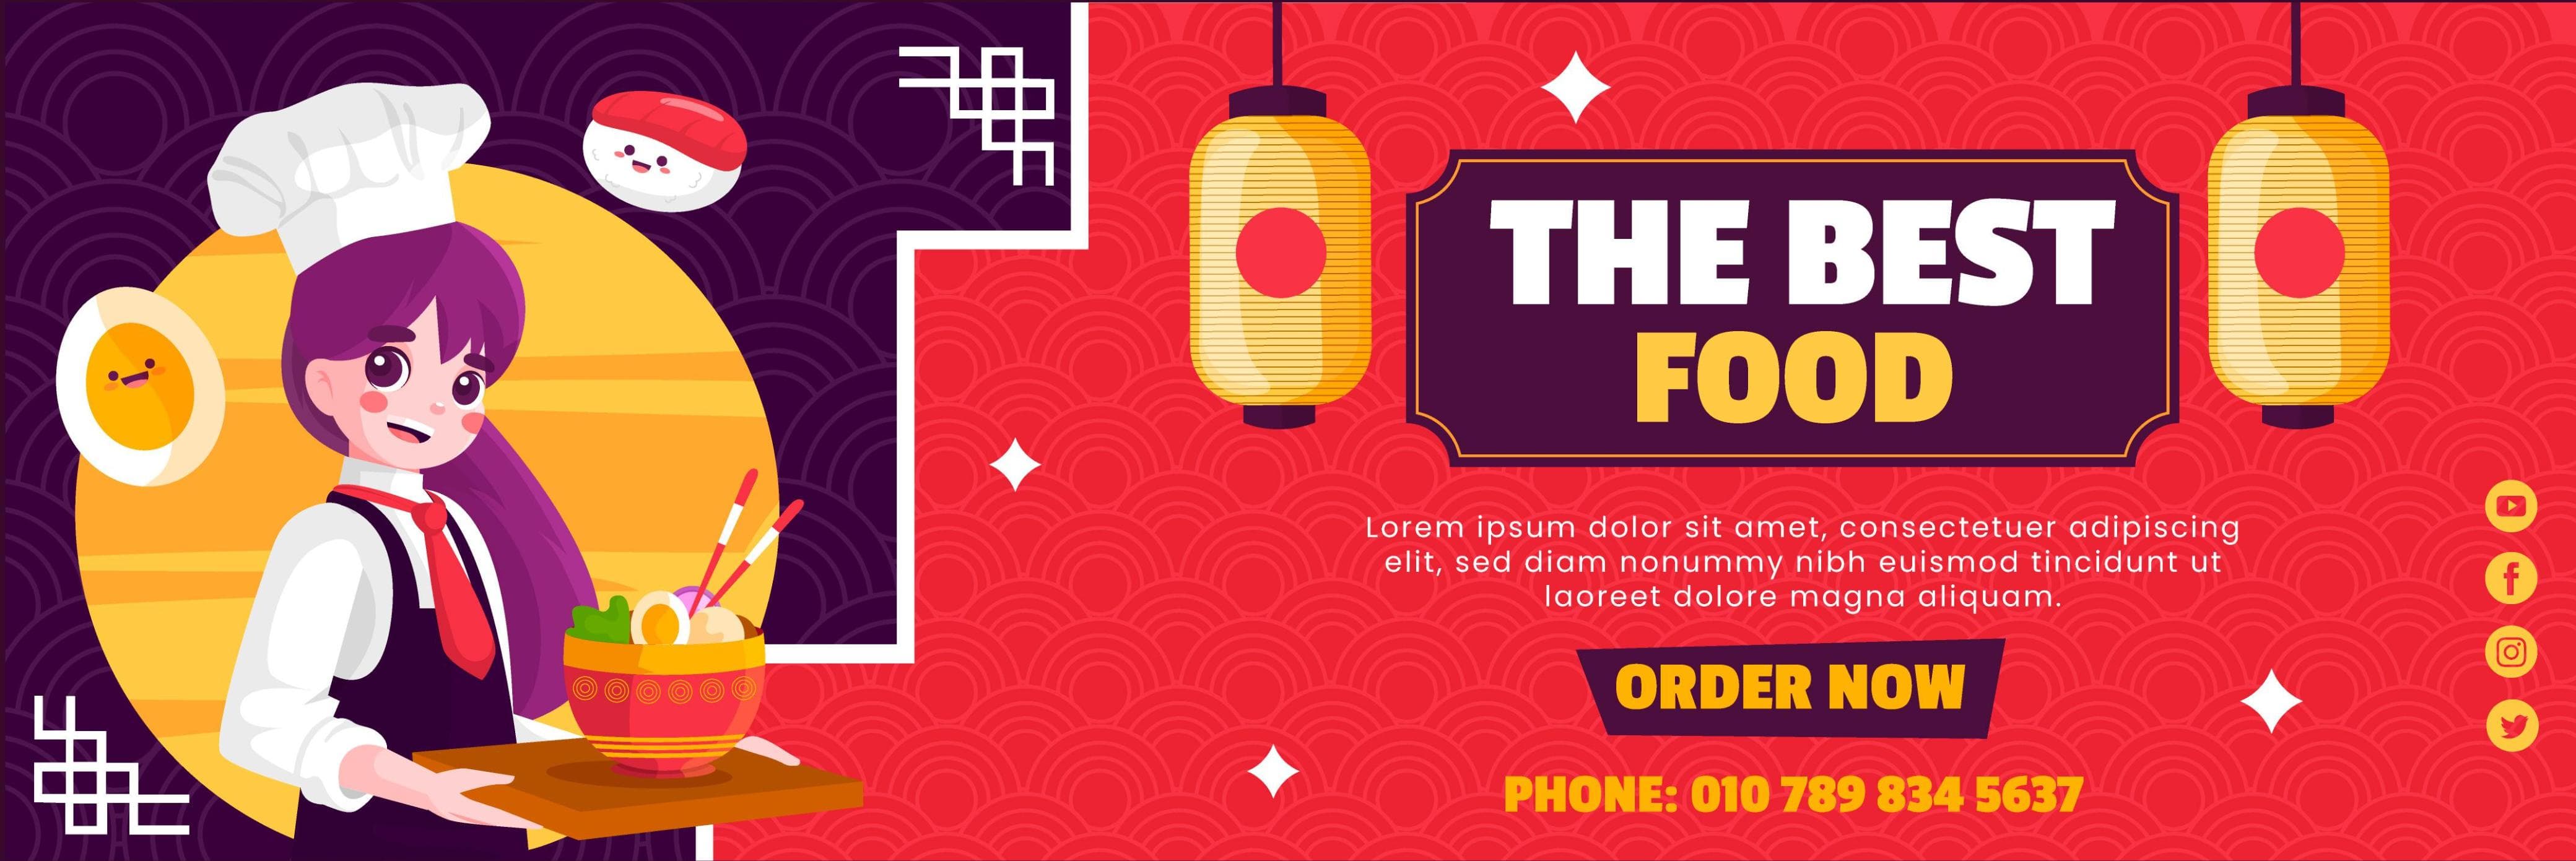 THE BEST
FOOD
Lorem ipsum dolor sit amet, consectetuer adipiscing
elit, sed diam nonummy nibh euismod tincidunt ut
laoreet dolore magna aliquam.
ORDER NOW
PHONE: 010 789 834 5637